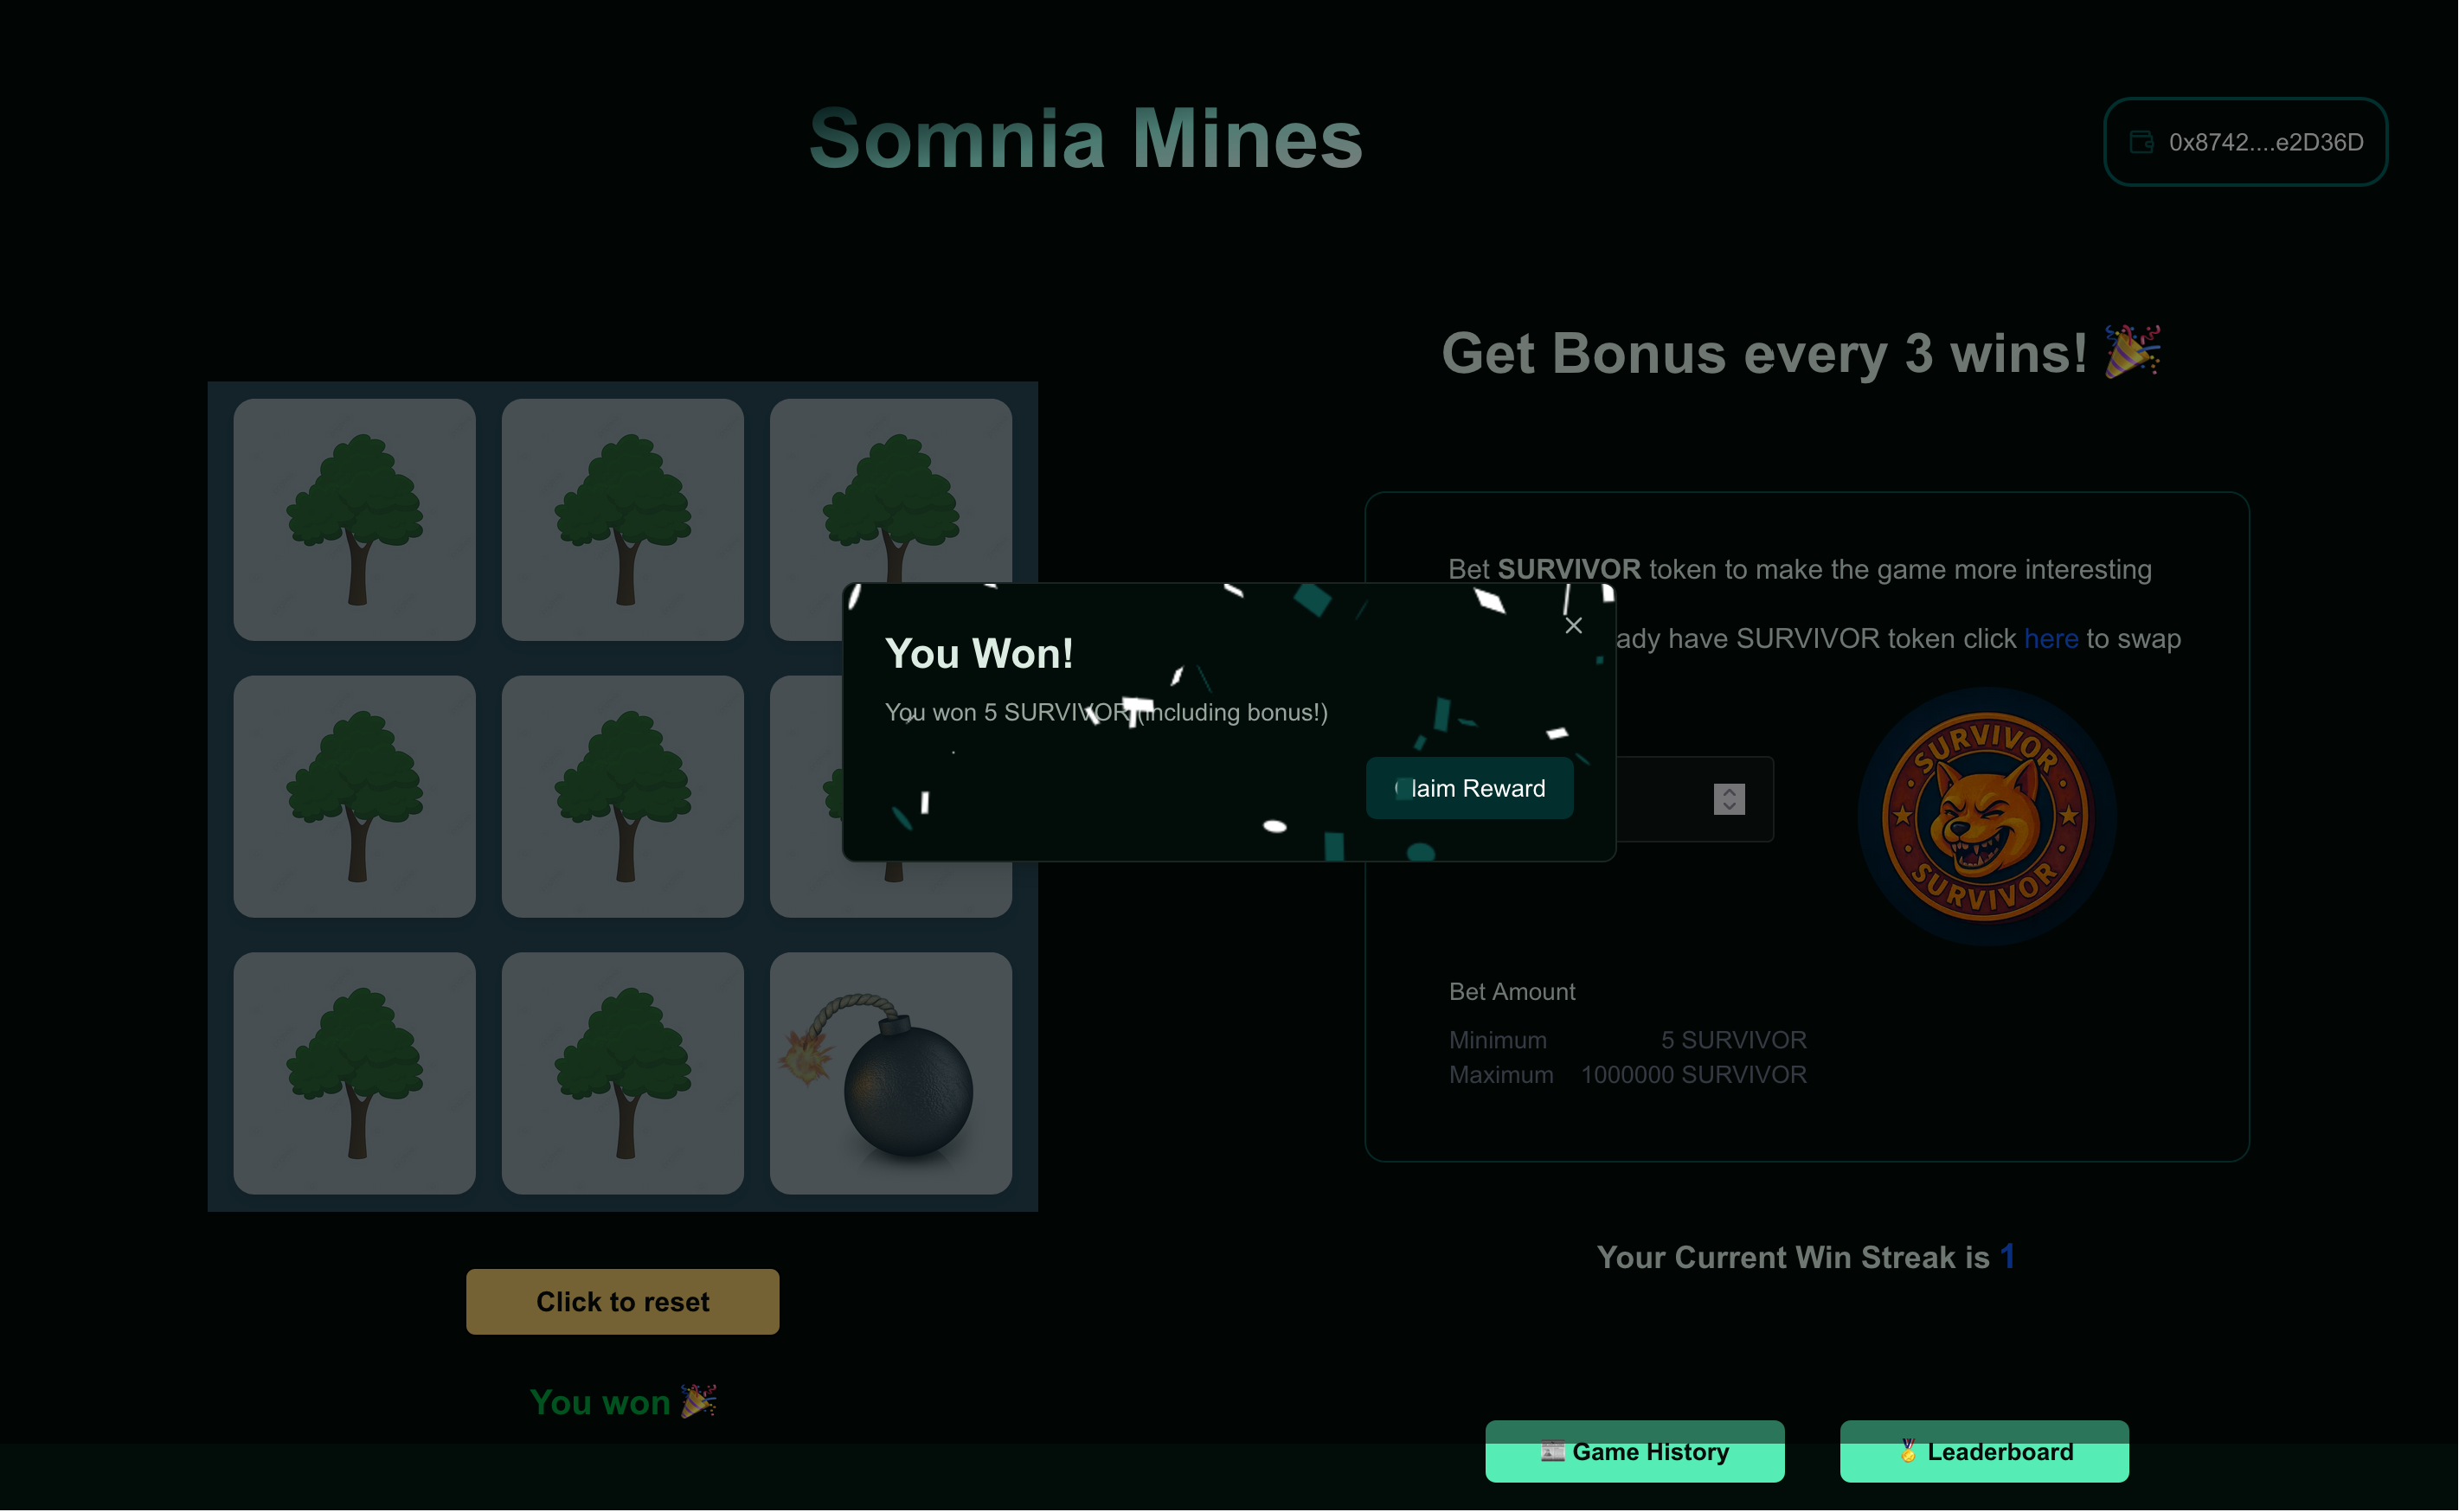 Somnia Mines
0x8742....e2D36D
Get Bonus every 3 wins!
Bet SURVIVOR token to make the game more interesting
ady have SURVIVOR token click here to swap
You Won!
You won 5 SURVIVOR (including bonus!)
laim Reward
SURVIVOR
SURVIVOR
Bet Amount
Minimum 5 SURVIVOR
Maximum 1000000 SURVIVOR
Your Current Win Streak is 1
Click to reset
You won
Game History
Leaderboard